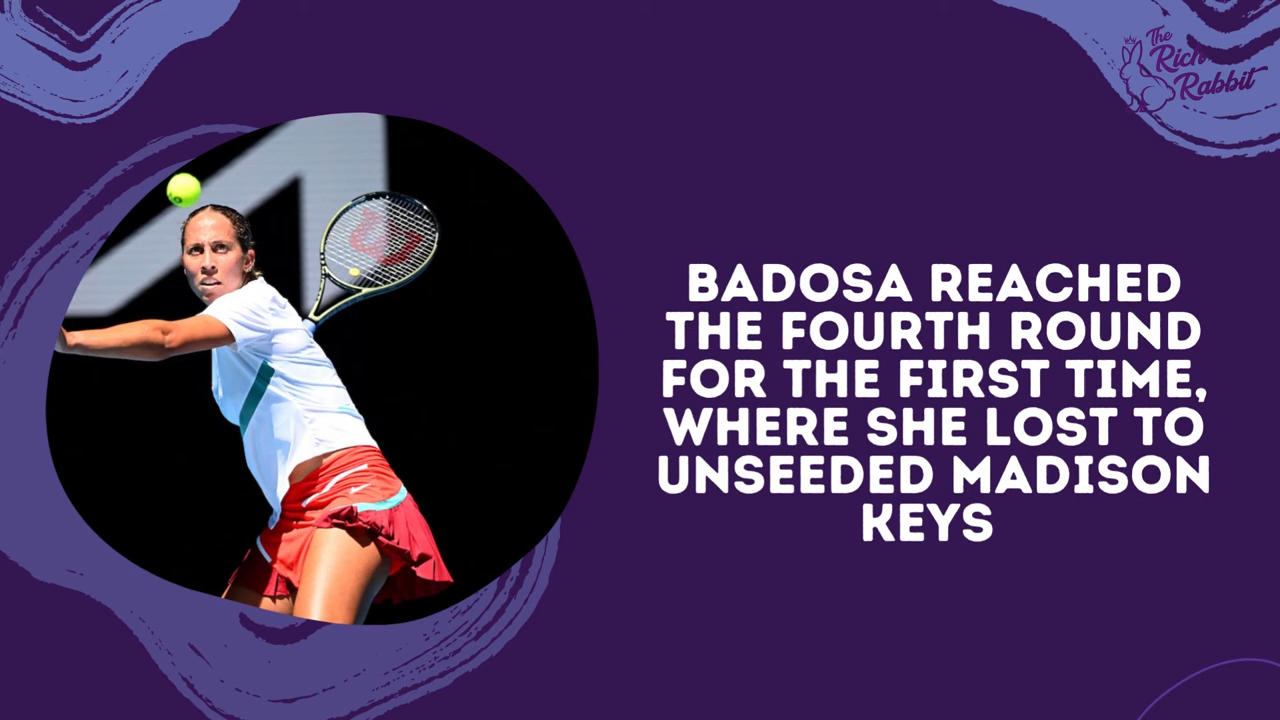 The
Rich
Rabbit
BADOSA REACHED
THE FOURTH ROUND
FOR THE FIRST TIME,
WHERE SHE LOST TO
UNSEEDED MADISON
KEYS